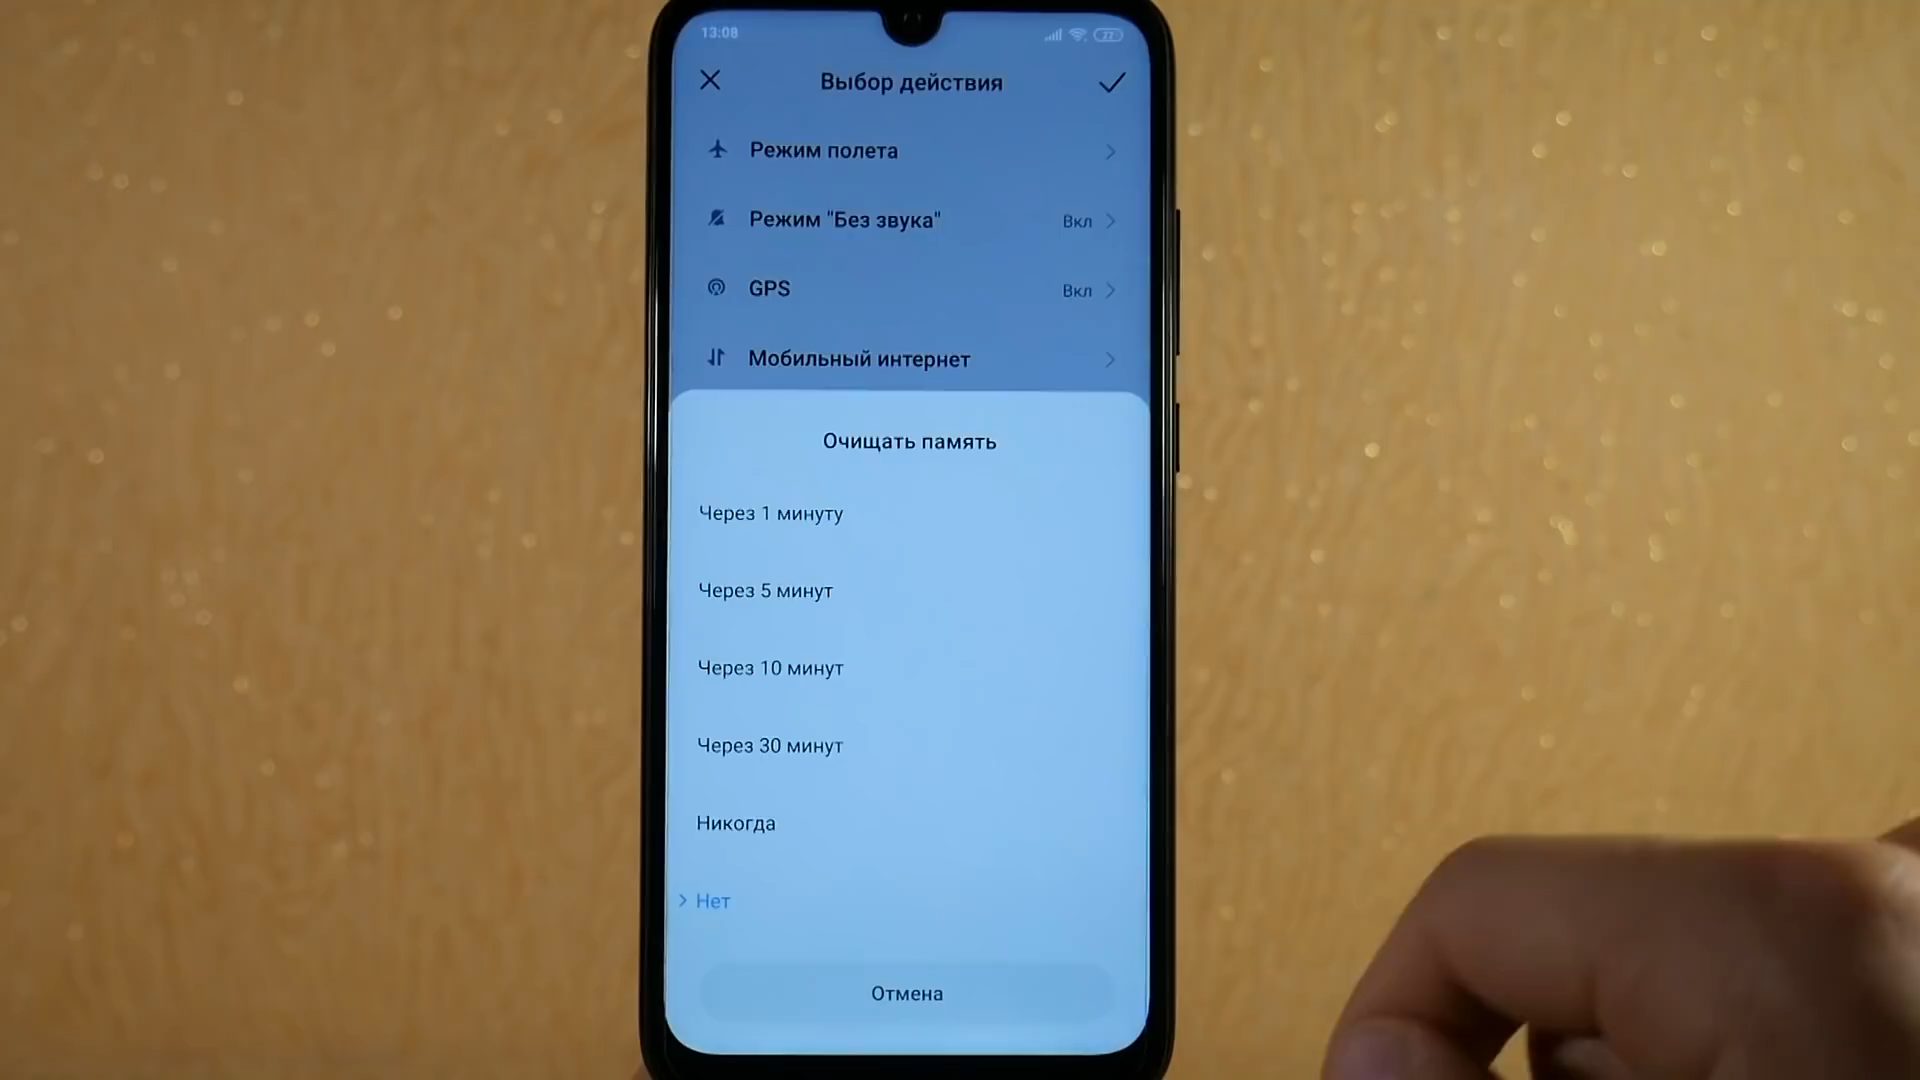 13:08
77
Выбор действия
Режим полета
Режим "Без звука" Вкл
GPS Вкл
Мобильный интернет
Очищать память
Через 1 минуту
Через 5 минут
Через 10 минут
Через 30 минут
Никогда
Нет
Отмена